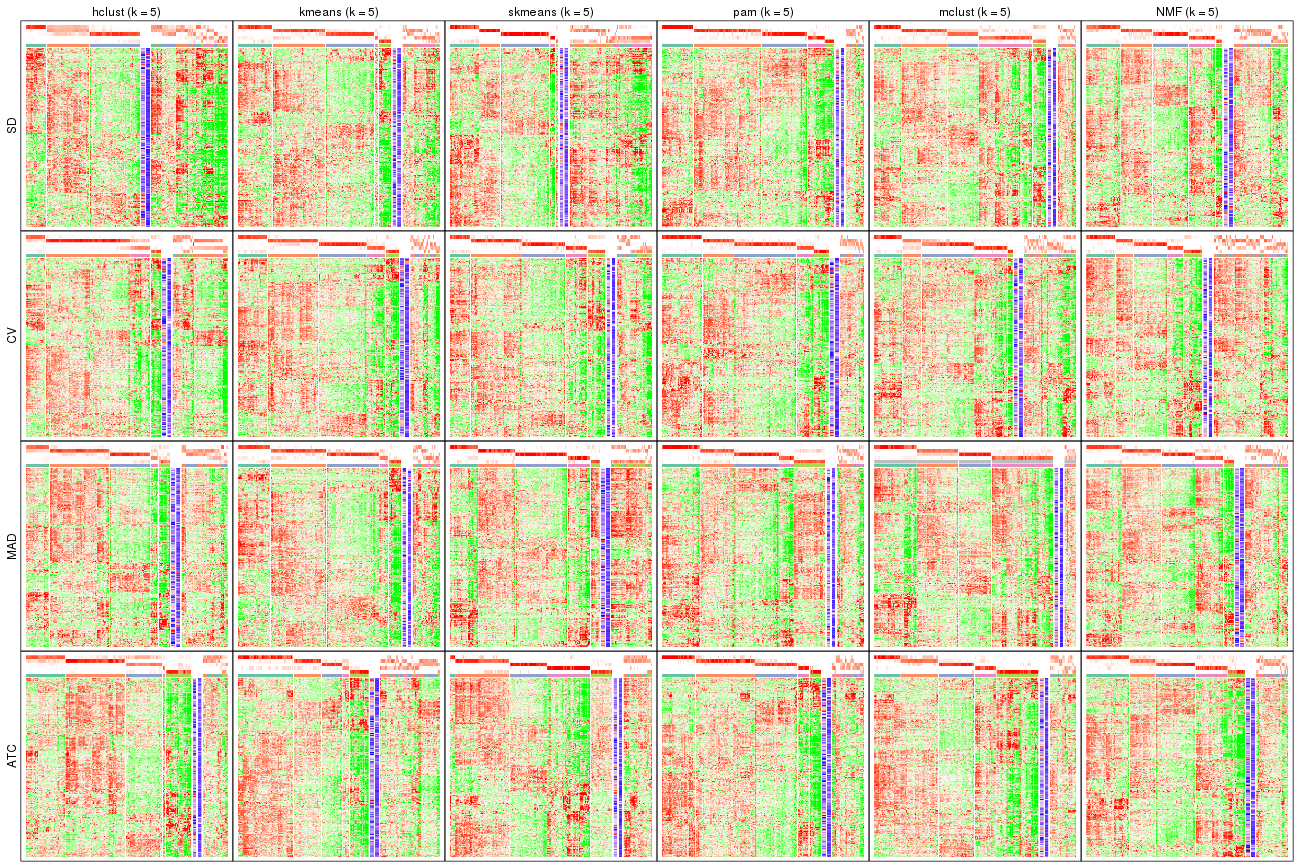 hclust (k = 5)
kmeans (k = 5)
skmeans (k = 5)
pam (k = 5)
mclust (k = 5)
NMF (k = 5)
SD
CV
MAD
ATC